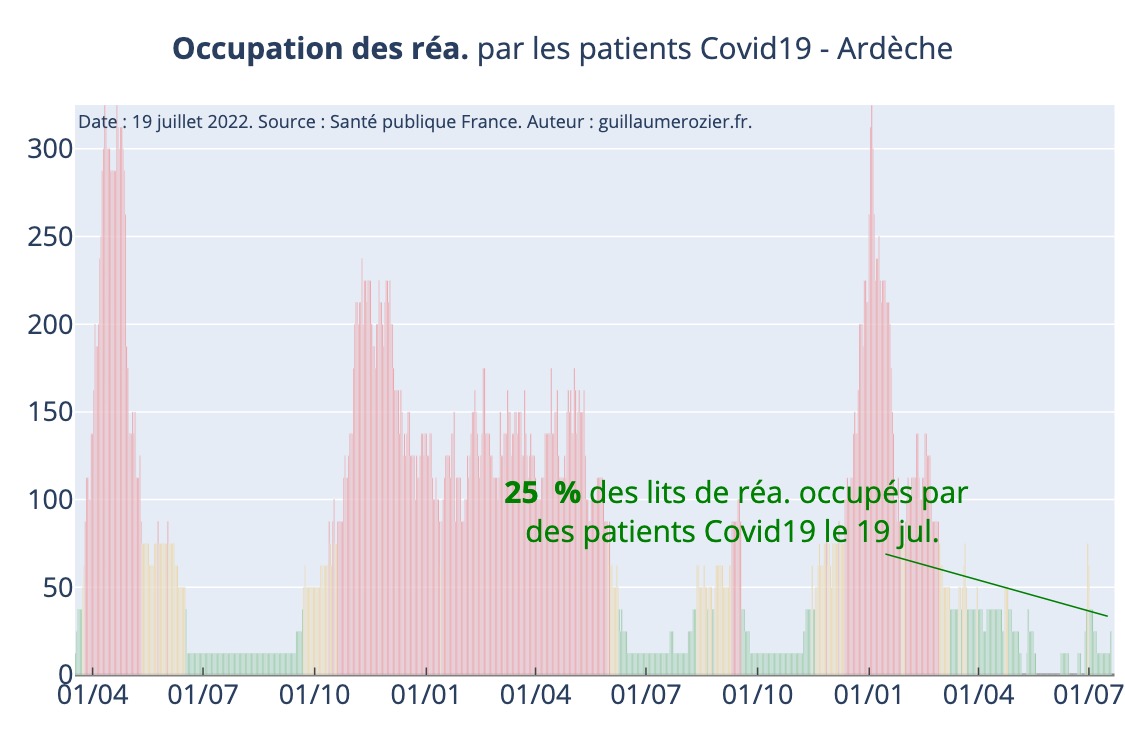 Occupation des réa. par les patients Covid19 - Ardèche
Date : 19 juillet 2022. Source : Santé publique France. Auteur : guillaumerozier.fr.
300
250
200
150
100
50
0
25 % des lits de réa. occupés par
des patients Covid19 le 19 jul.
01/04 01/07 01/10 01/01 01/04 01/07 01/10 01/01 01/04 01/07